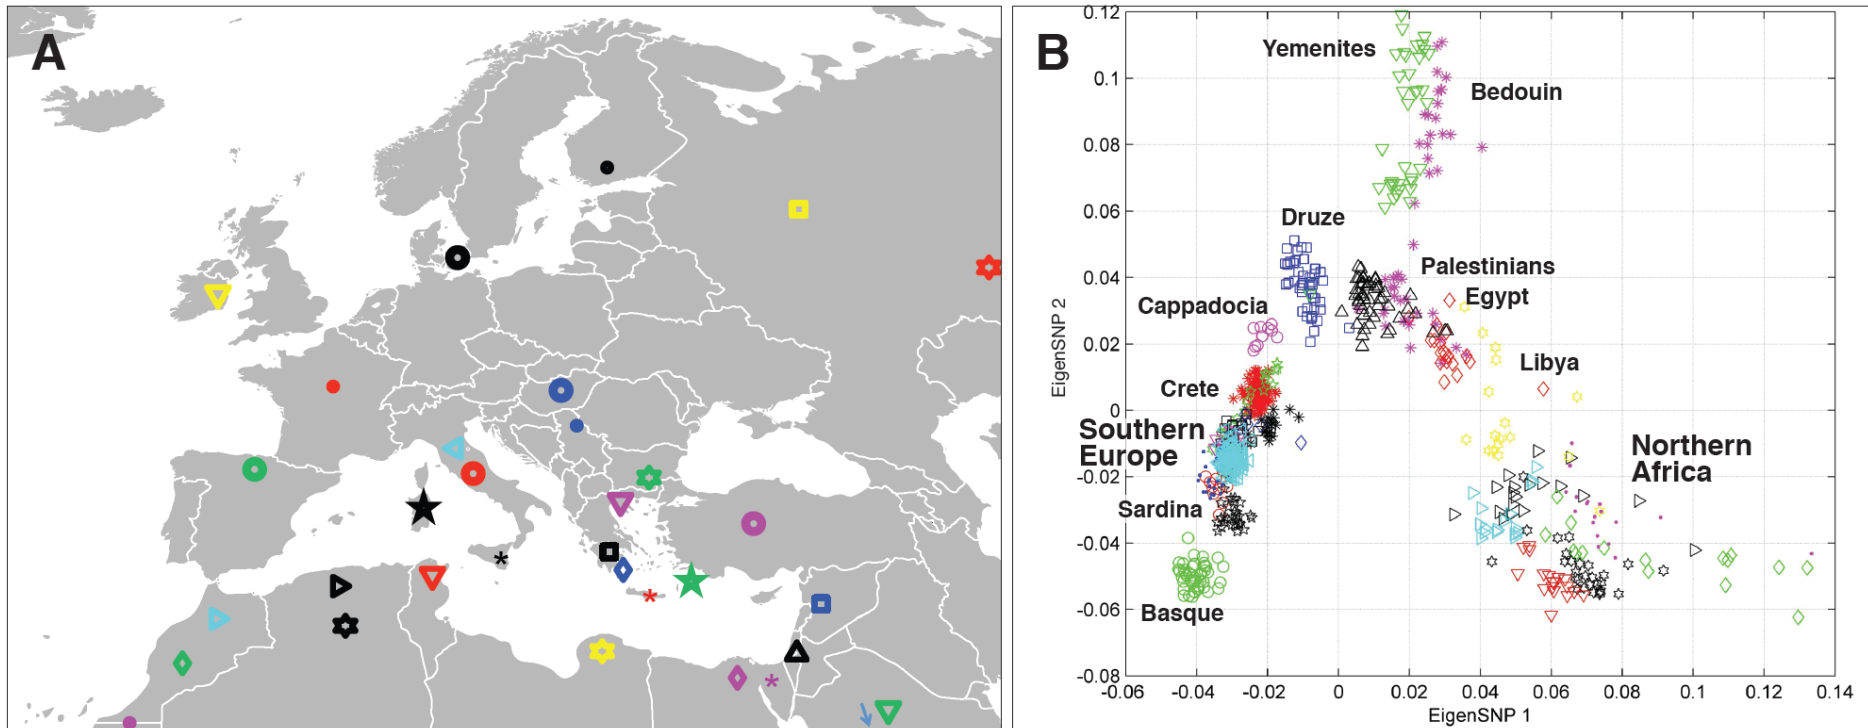 A
B
0.12
0.1
0.08
0.06
0.04
0.02
0
-0.02
-0.04
-0.06
-0.08
-0.06
-0.04
-0.02
0
0.02
0.04
0.06
0.08
0.1
0.12
0.14
EigenSNP 2
EigenSNP 1
Yemenites
Bedouin
Druze
Palestinians
Egypt
Cappadocia
Libya
Crete
Southern
Europe
Northern
Africa
Sardina
Basque